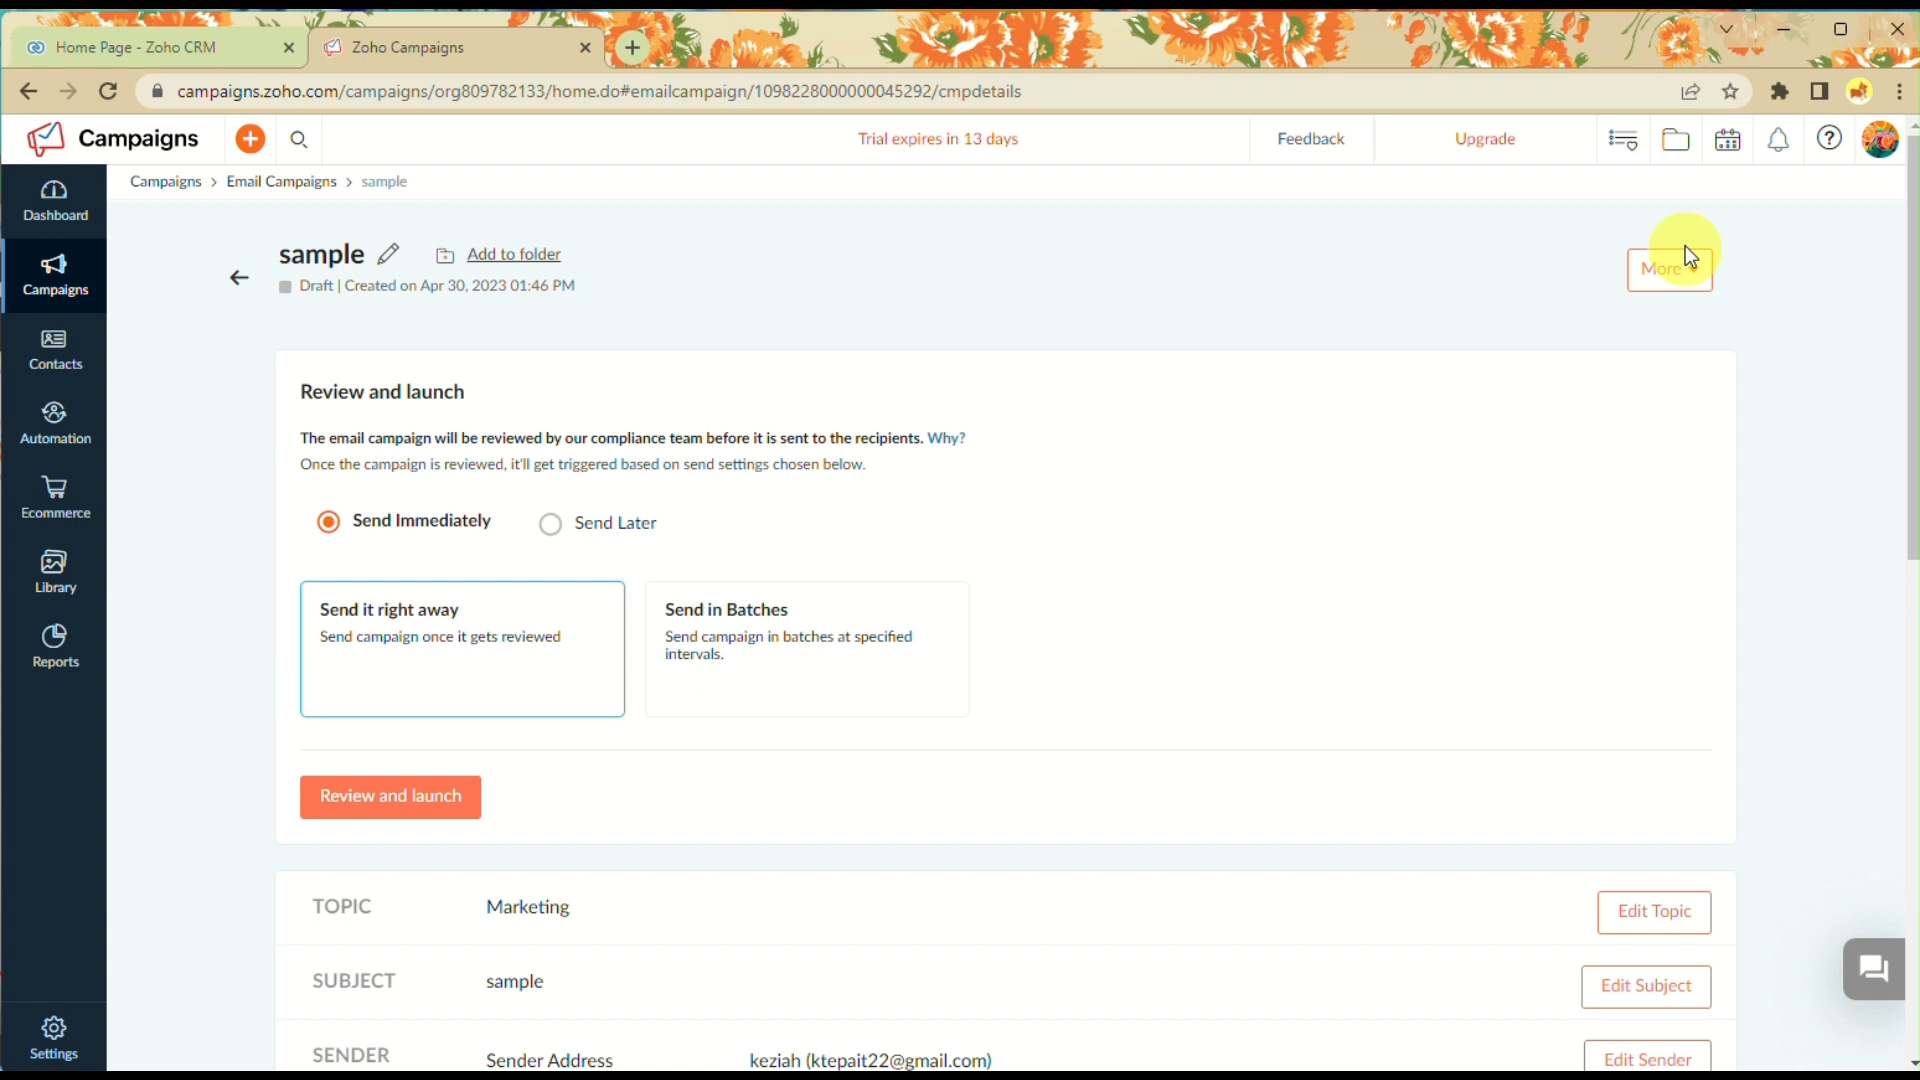 Home Page - Zoho CRM
Zoho Campaigns
campaigns.zoho.com/campaigns/org809782133/home.do#emailcampaign/1098228000000045292/cmpdetails
Campaigns
Trial expires in 13 days
Feedback
Upgrade
Campaigns > Email Campaigns > sample
Dashboard
Campaigns
Contacts
Automation
Ecommerce
Library
Reports
Settings
sample
Add to folder
Draft | Created on Apr 30, 2023 01:46 PM
More
Review and launch
The email campaign will be reviewed by our compliance team before it is sent to the recipients. Why?
Once the campaign is reviewed, it'll get triggered based on send settings chosen below.
Send Immediately
Send Later
Send it right away
Send campaign once it gets reviewed
Send in Batches
Send campaign in batches at specified
intervals.
Review and launch
TOPIC
Marketing
Edit Topic
SUBJECT
sample
Edit Subject
SENDER
Sender Address
keziah (ktepait22@gmail.com)
Edit Sender